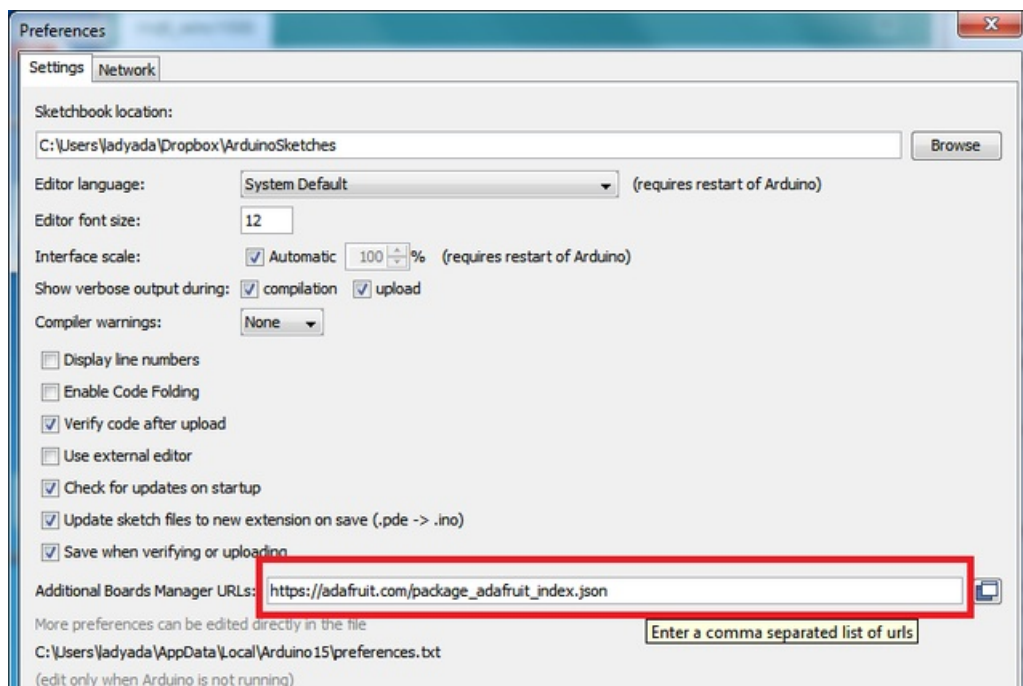 Preferences
Settings Network
Sketchbook location:
C:\Users\ladyada\Dropbox\ArduinoSketches Browse
Editor language: System Default (requires restart of Arduino)
Editor font size: 12
Interface scale: Automatic 100 % (requires restart of Arduino)
Show verbose output during: compilation upload
Compiler warnings: None
Display line numbers
Enable Code Folding
Verify code after upload
Use external editor
Check for updates on startup
Update sketch files to new extension on save (.pde -> .ino)
Save when verifying or uploading
Additional Boards Manager URLs: https://adafruit.com/package_adafruit_index.json
More preferences can be edited directly in the file
Enter a comma separated list of urls
C:\Users\ladyada\AppData\Local\Arduino15\preferences.txt
(edit only when Arduino is not running)